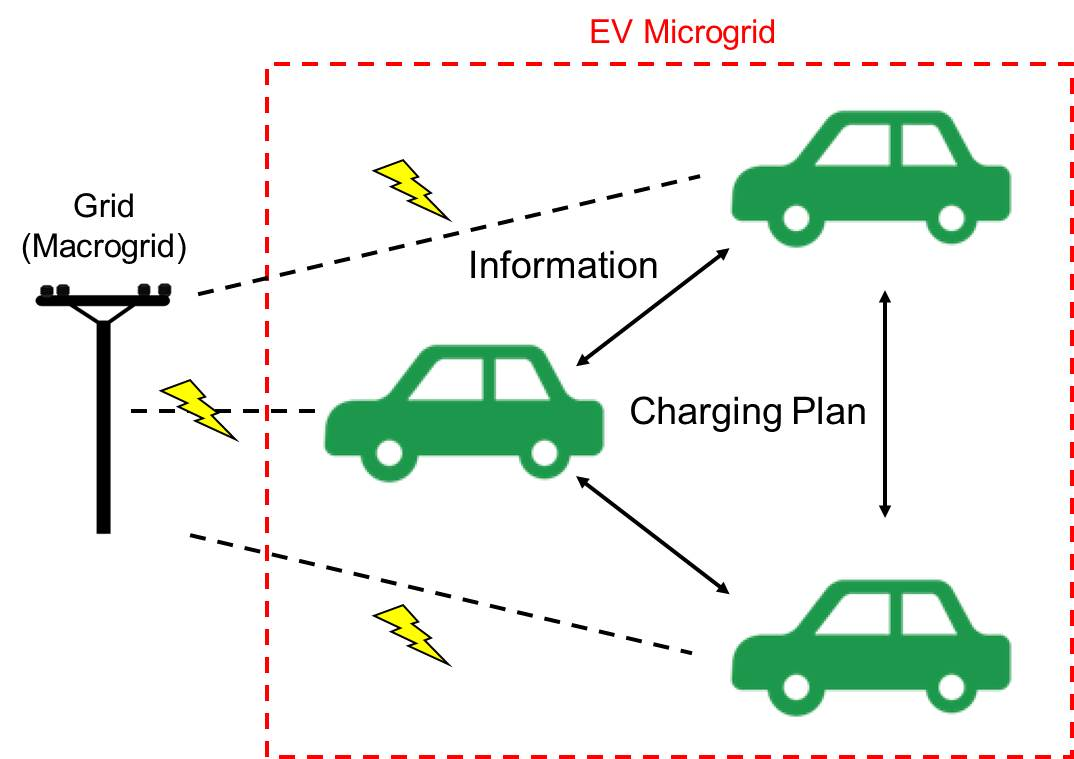 EV Microgrid
Grid
(Macrogrid)
Information
Charging Plan